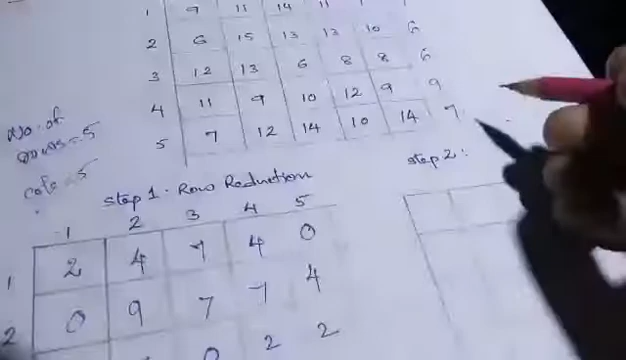 1 9 11 14 11
2 6 15 13 13 10 6
3 12 13 6 8 8 6
4 11 9 10 12 9 9
5 7 12 14 10 14 7
No. of
rows = 5
cols = 5
Step 1: Row Reduction
Step 2:
1 2 3 4 5
1 2 4 7 4 0
2 0 9 7 7 4
0 2 2